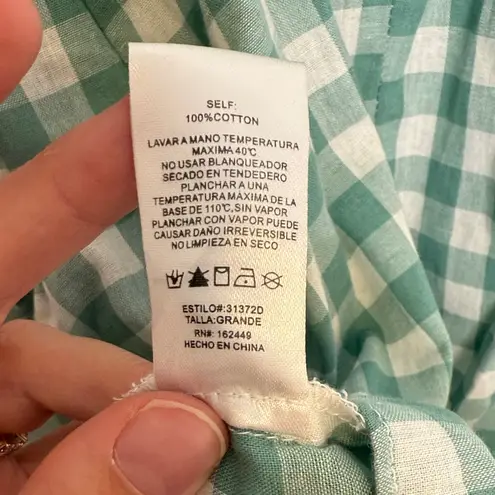 SELF:
100%COTTON
LAVAR A MANO TEMPERATURA
MAXIMA 40°C
NO USAR BLANQUEADOR
SECADO EN TENDEDERO
PLANCHAR A UNA
TEMPERATURA MÁXIMA DE LA
BASE DE 110°C, SIN VAPOR
PLANCHAR CON VAPOR PUEDE
CAUSAR DAÑO IRREVERSIBLE
NO LIMPIEZA EN SECO
ESTILO#:31372D
TALLA:GRANDE
RN#: 162449
HECHO EN CHINA